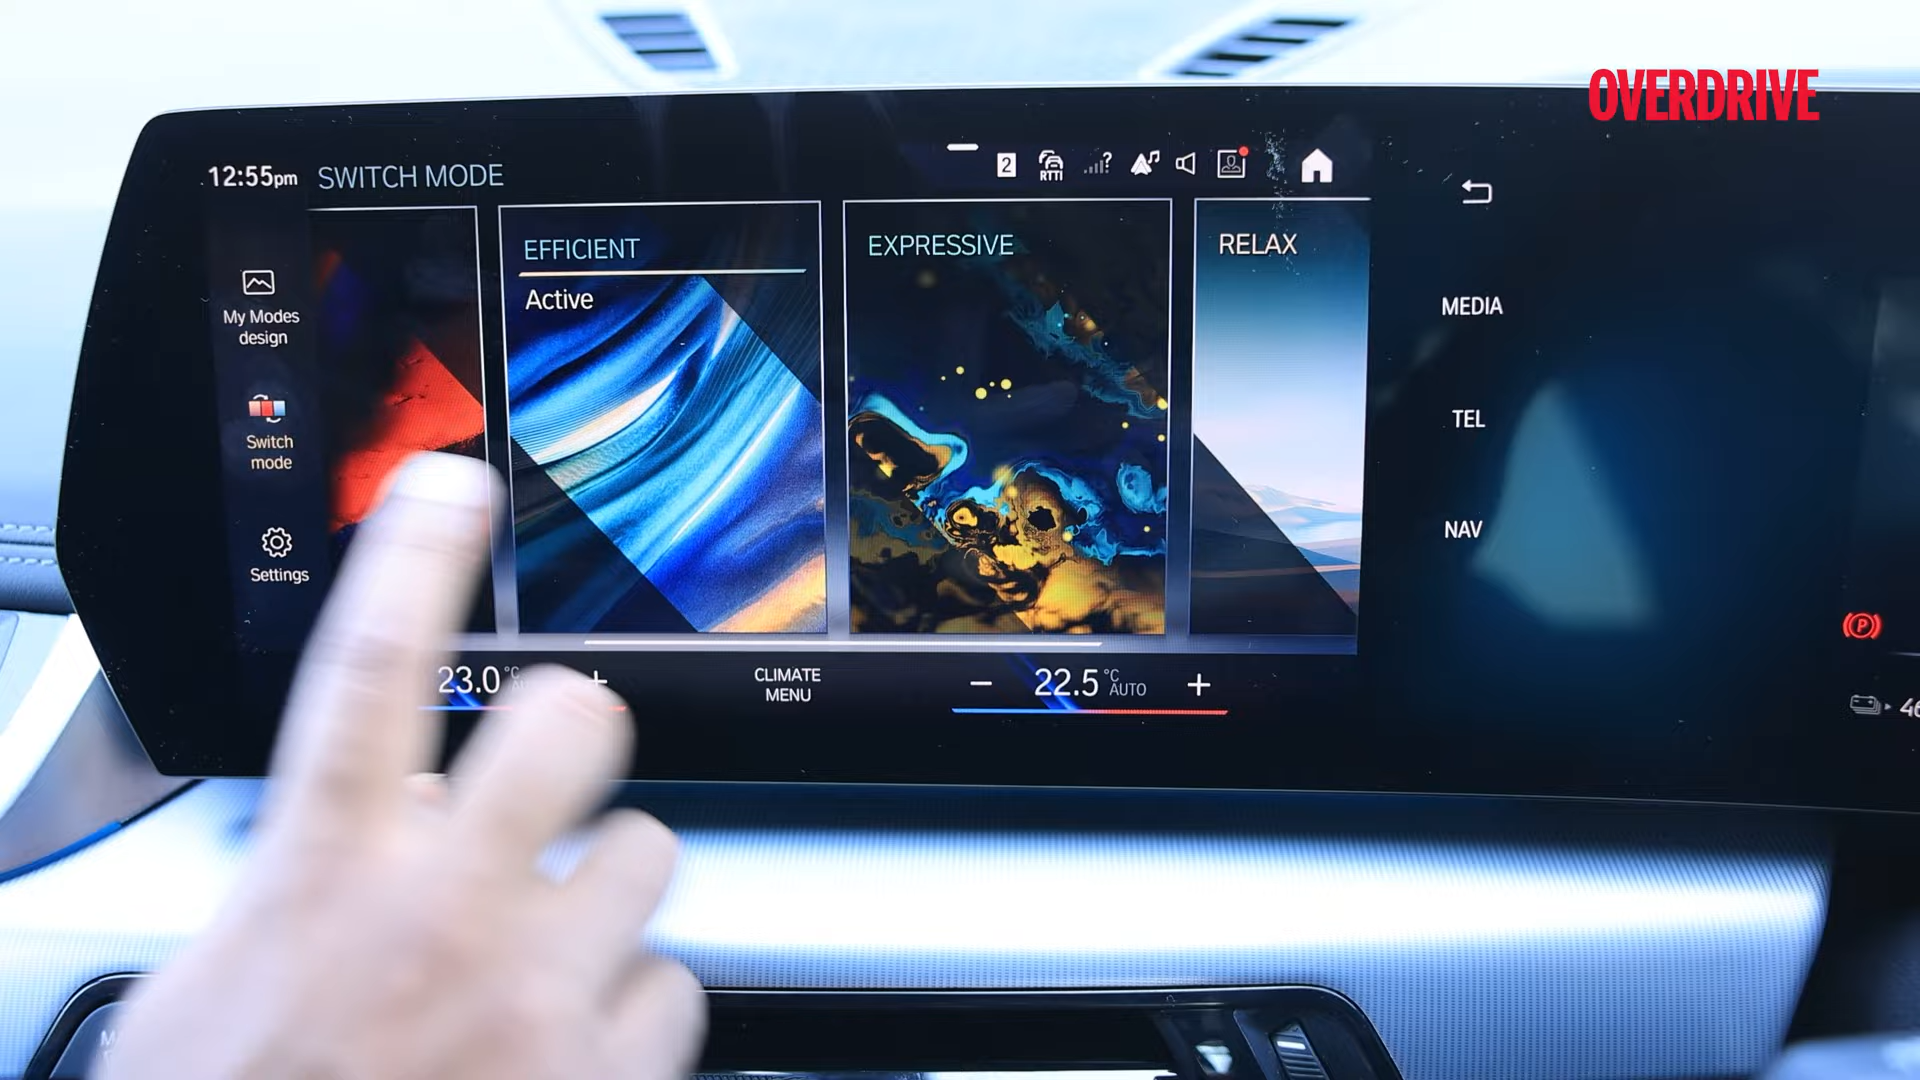 OVERDRIVE
12:55pm SWITCH MODE
2
RTTI
EFFICIENT
Active
EXPRESSIVE
RELAX
My Modes
design
Switch
mode
Settings
MEDIA
TEL
NAV
23.0 °C
CLIMATE
MENU
22.5 °C
AUTO
P